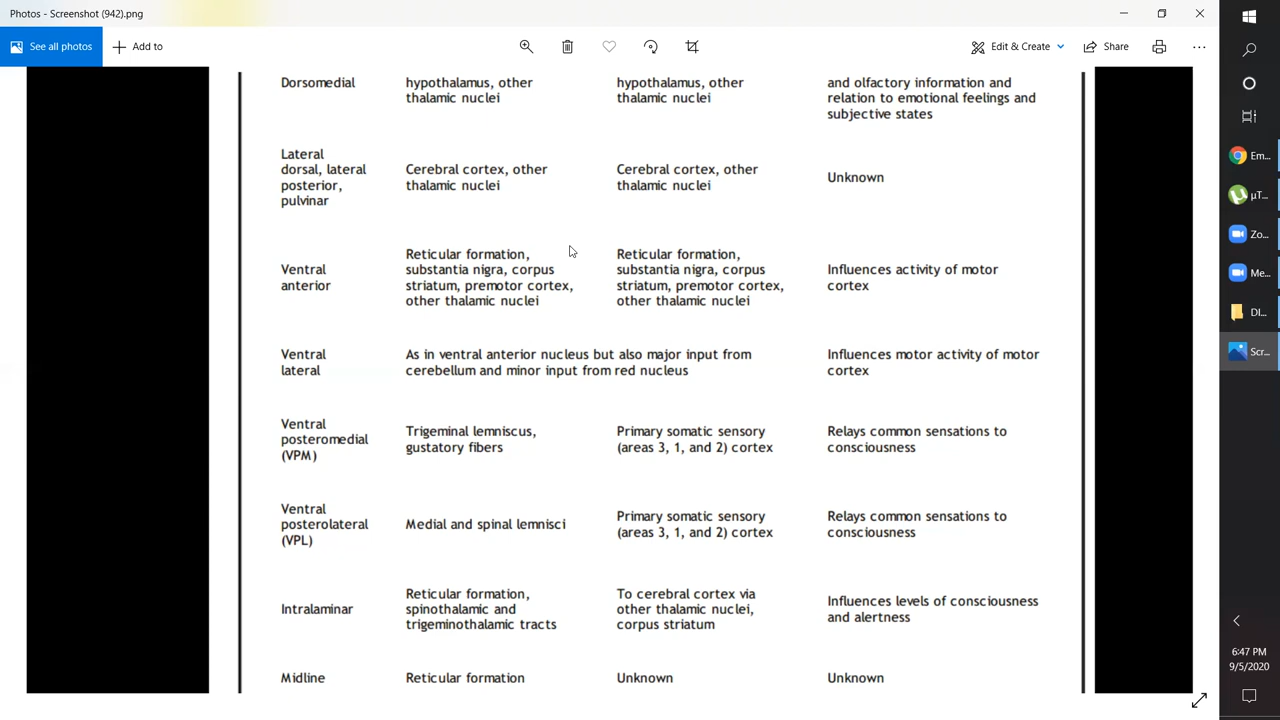 Photos - Screenshot (942).png
See all photos
Add to
Edit & Create
Share
Dorsomedial
hypothalamus, other
thalamic nuclei
hypothalamus, other
thalamic nuclei
and olfactory information and
relation to emotional feelings and
subjective states
Lateral
dorsal, lateral
posterior,
pulvinar
Cerebral cortex, other
thalamic nuclei
Cerebral cortex, other
thalamic nuclei
Unknown
Ventral
anterior
Reticular formation,
substantia nigra, corpus
striatum, premotor cortex,
other thalamic nuclei
Reticular formation,
substantia nigra, corpus
striatum, premotor cortex,
other thalamic nuclei
Influences activity of motor
cortex
Ventral
lateral
As in ventral anterior nucleus but also major input from
cerebellum and minor input from red nucleus
Influences motor activity of motor
cortex
Ventral
posteromedial
(VPM)
Trigeminal lemniscus,
gustatory fibers
Primary somatic sensory
(areas 3, 1, and 2) cortex
Relays common sensations to
consciousness
Ventral
posterolateral
(VPL)
Medial and spinal lemnisci
Primary somatic sensory
(areas 3, 1, and 2) cortex
Relays common sensations to
consciousness
Intralaminar
Reticular formation,
spinothalamic and
trigeminothalamic tracts
To cerebral cortex via
other thalamic nuclei,
corpus striatum
Influences levels of consciousness
and alertness
Midline
Reticular formation
Unknown
Unknown
Em...
µT...
Zo...
Me...
DI...
Scr...
6:47 PM
9/5/2020